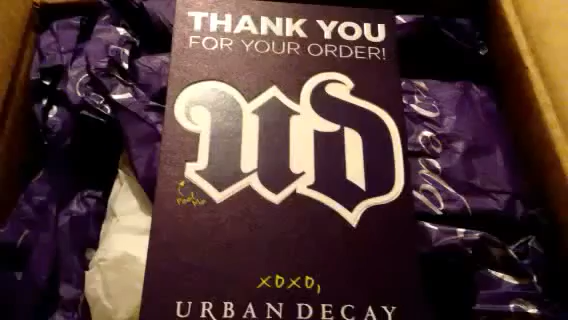 THANK YOU
FOR YOUR ORDER!
UD
XOXO,
URBAN DECAY